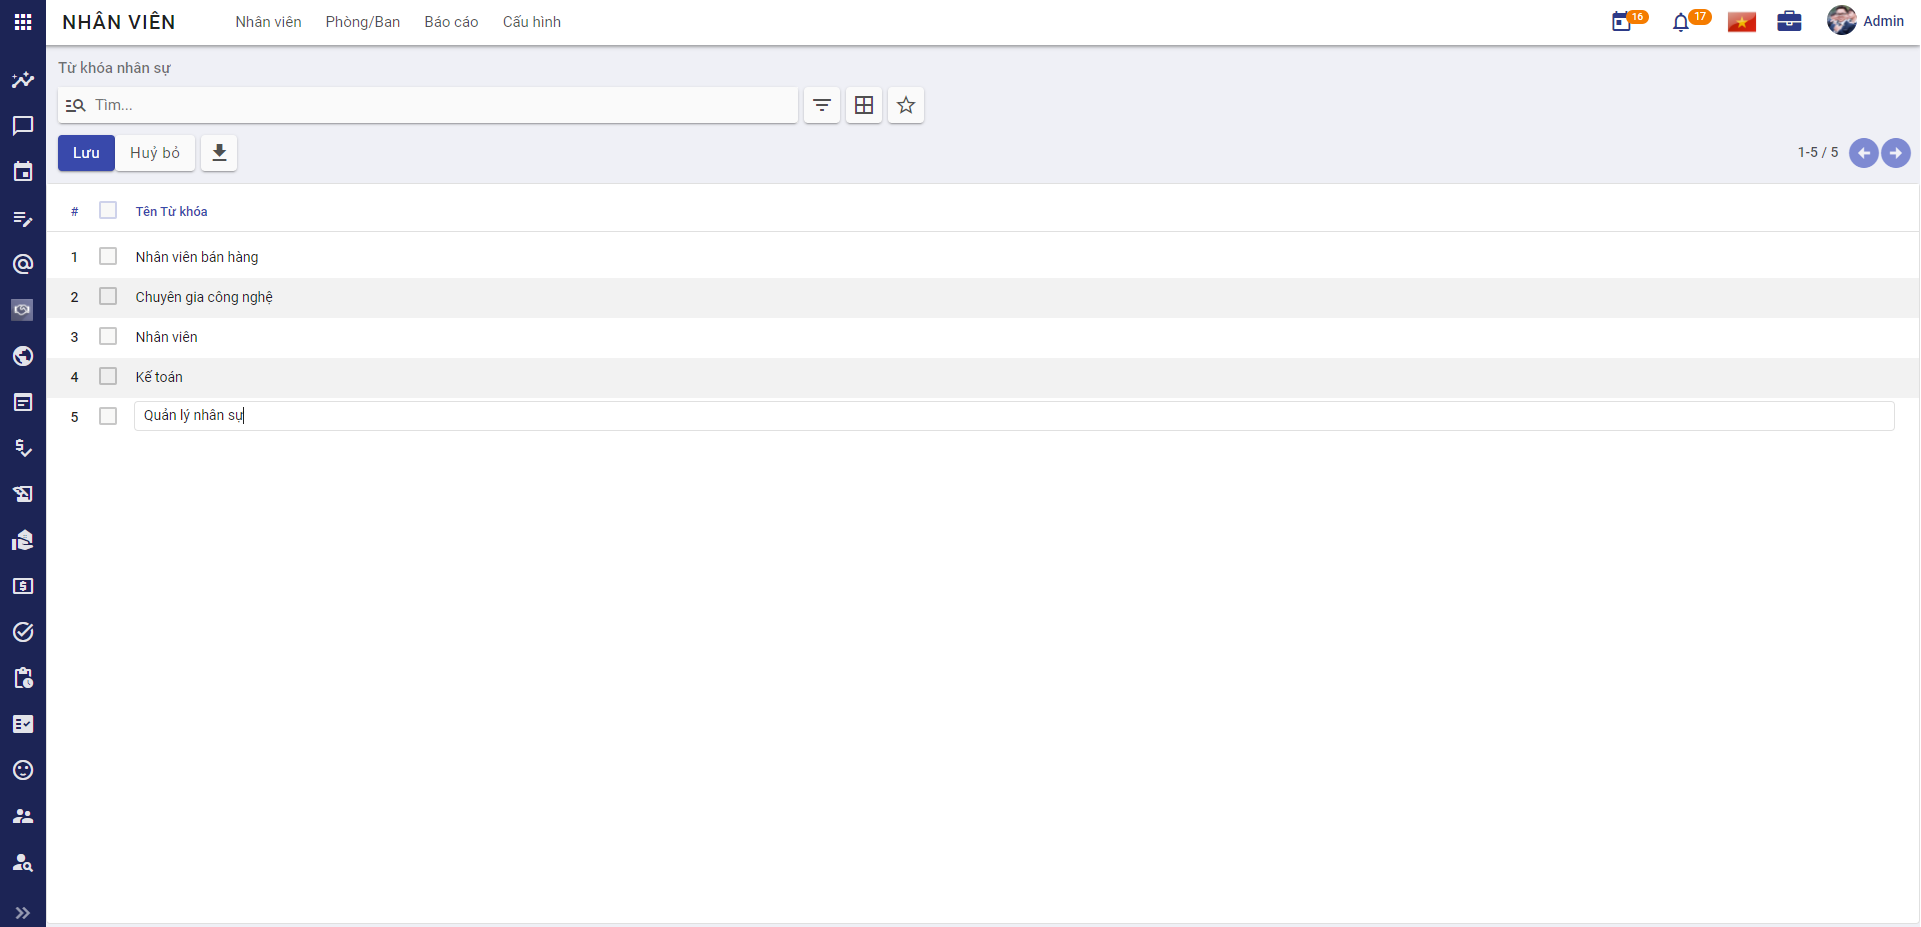 NHÂN VIÊN Nhân viên Phòng/Ban Báo cáo Cấu hình 16 17 Admin
Từ khóa nhân sự
Tìm...
Lưu Huỷ bỏ 1-5 / 5
# Tên Từ khóa
1 Nhân viên bán hàng
2 Chuyên gia công nghệ
3 Nhân viên
4 Kế toán
5 Quản lý nhân sự